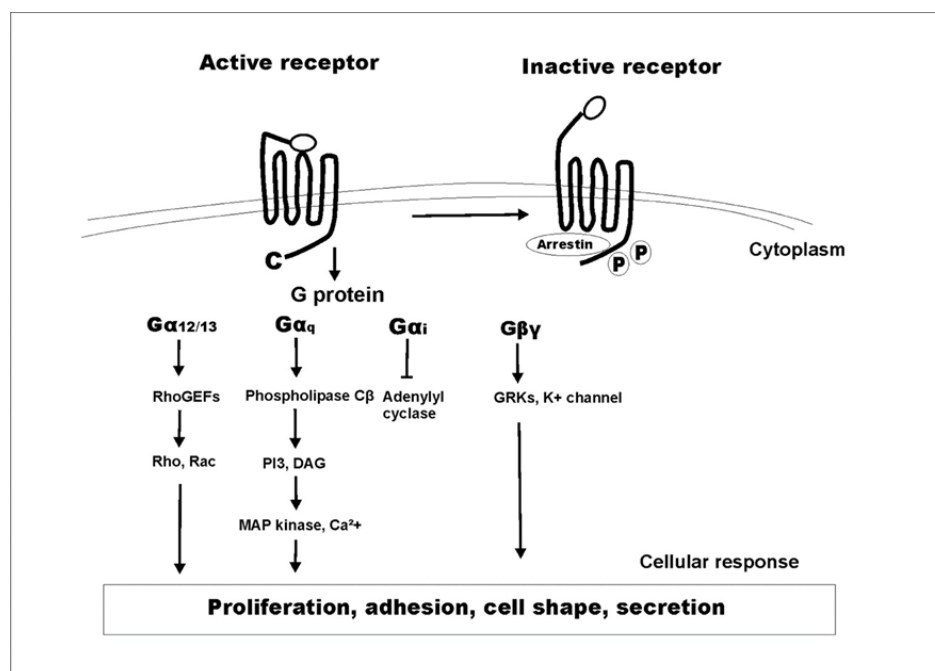 Active receptor
Inactive receptor
Arrestin
P
P
C
Cytoplasm
G protein
Gα12/13
Gαq
Gαi
Gβγ
RhoGEFs
Phospholipase Cβ
Adenylyl
cyclase
GRKs, K+ channel
Rho, Rac
PI3, DAG
MAP kinase, Ca²+
Cellular response
Proliferation, adhesion, cell shape, secretion